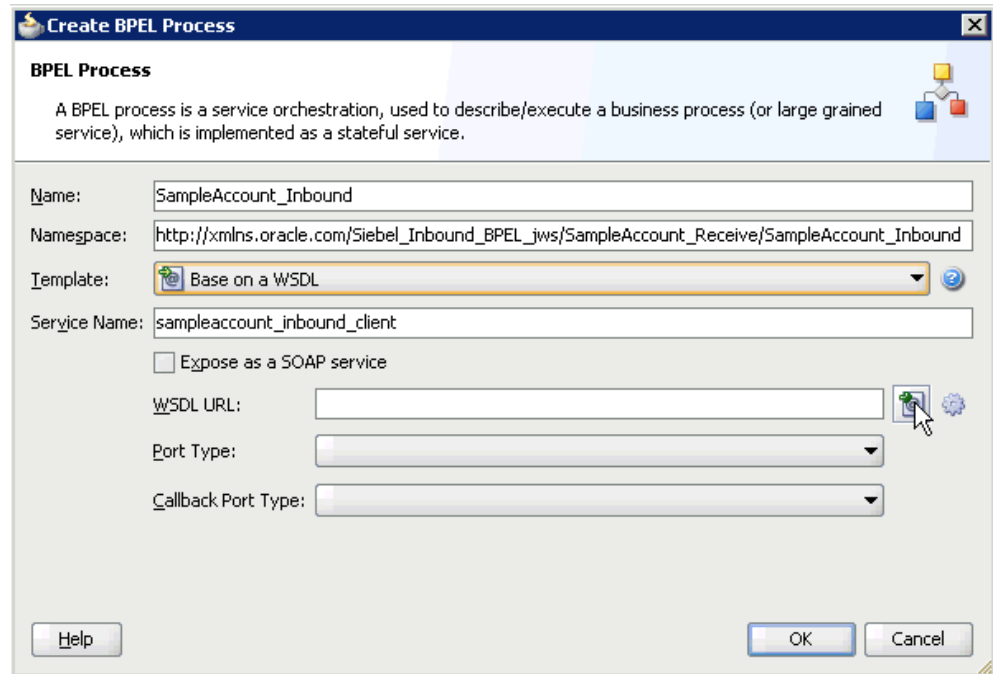 Create BPEL Process
BPEL Process
A BPEL process is a service orchestration, used to describe/execute a business process (or large grained
service), which is implemented as a stateful service.
Name: SampleAccount_Inbound
Namespace: http://xmlns.oracle.com/Siebel_Inbound_BPEL_jws/SampleAccount_Receive/SampleAccount_Inbound
Template: Base on a WSDL
Service Name: sampleaccount_inbound_client
Expose as a SOAP service
WSDL URL:
Port Type:
Callback Port Type:
Help OK Cancel